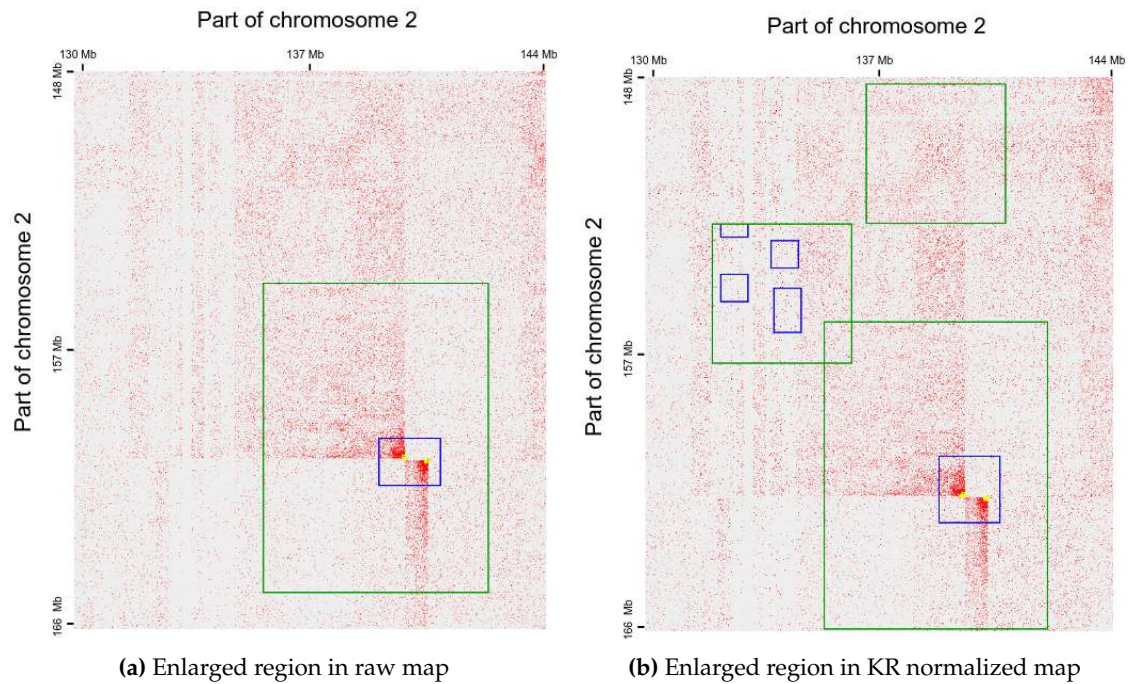 Part of chromosome 2
130 Mb
137 Mb
144 Mb
148 Mb
Part of chromosome 2
157 Mb
166 Mb
(a) Enlarged region in raw map
Part of chromosome 2
130 Mb
137 Mb
144 Mb
148 Mb
Part of chromosome 2
157 Mb
166 Mb
(b) Enlarged region in KR normalized map